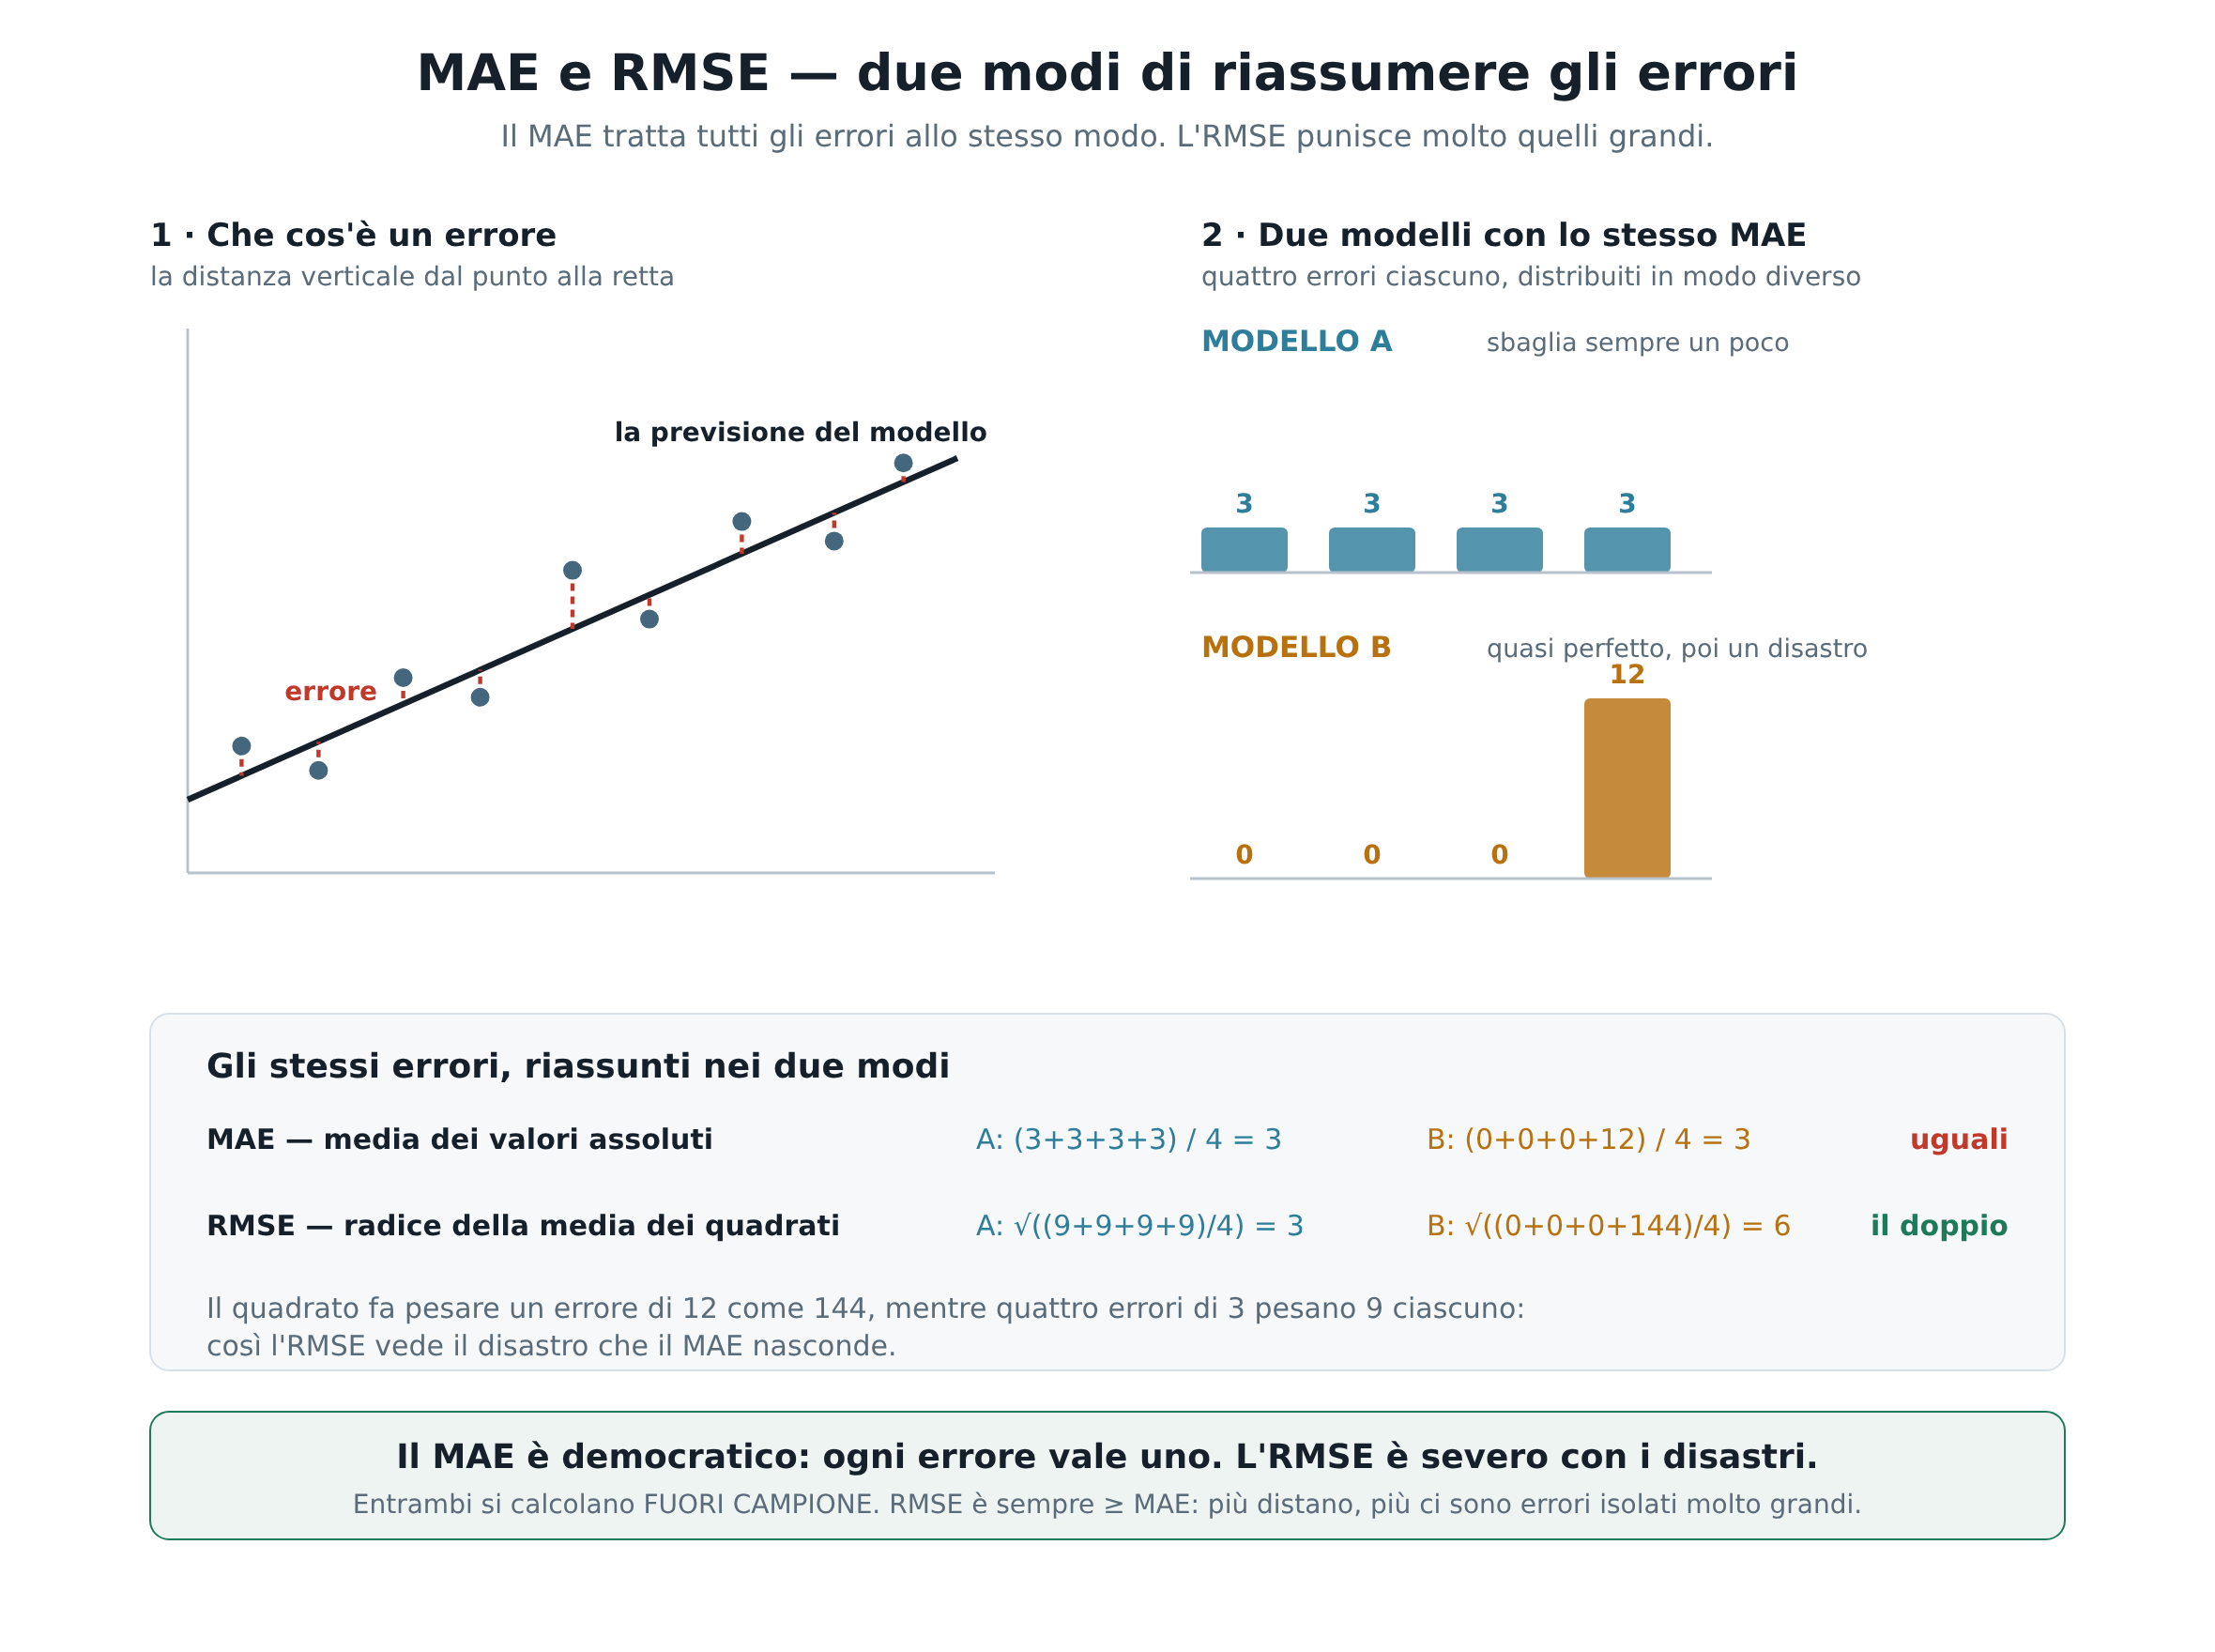 MAE e RMSE — due modi di riassumere gli errori
Il MAE tratta tutti gli errori allo stesso modo. L'RMSE punisce molto quelli grandi.
1 · Che cos'è un errore
la distanza verticale dal punto alla retta
la previsione del modello
errore
2 · Due modelli con lo stesso MAE
quattro errori ciascuno, distribuiti in modo diverso
MODELLO A sbaglia sempre un poco
3 3 3 3
MODELLO B quasi perfetto, poi un disastro
12
0 0 0
Gli stessi errori, riassunti nei due modi
MAE — media dei valori assoluti A: (3+3+3+3) / 4 = 3 B: (0+0+0+12) / 4 = 3 uguali
RMSE — radice della media dei quadrati A: √((9+9+9+9)/4) = 3 B: √((0+0+0+144)/4) = 6 il doppio
Il quadrato fa pesare un errore di 12 come 144, mentre quattro errori di 3 pesano 9 ciascuno:
così l'RMSE vede il disastro che il MAE nasconde.
Il MAE è democratico: ogni errore vale uno. L'RMSE è severo con i disastri.
Entrambi si calcolano FUORI CAMPIONE. RMSE è sempre ≥ MAE: più distano, più ci sono errori isolati molto grandi.